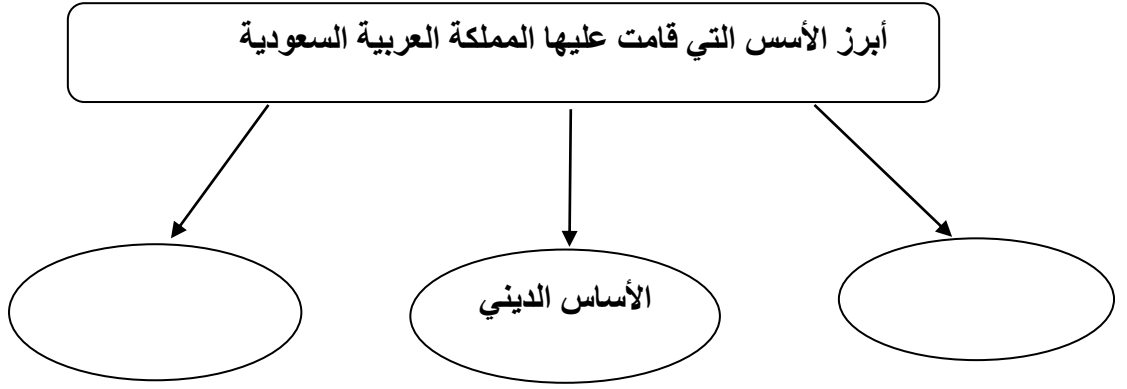 أبرز الأسس التي قامت عليها المملكة العربية السعودية
الأساس الديني